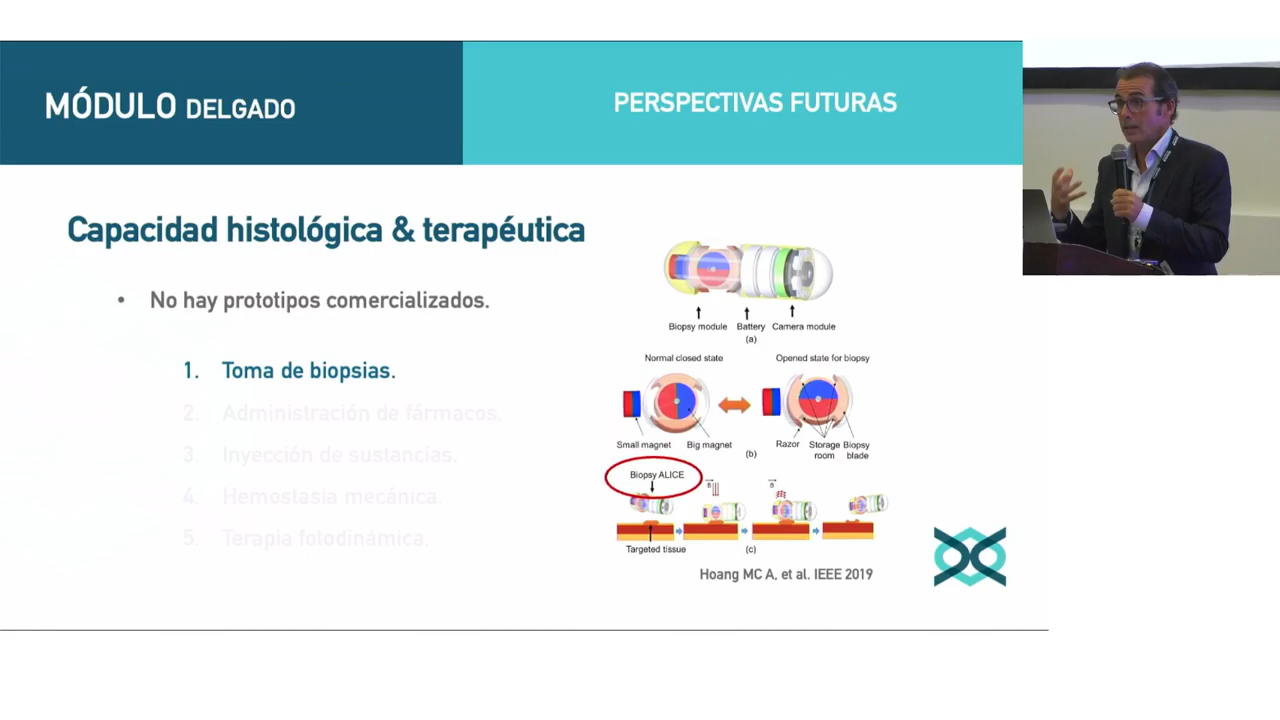 MÓDULO DELGADO
PERSPECTIVAS FUTURAS
Capacidad histológica & terapéutica
• No hay prototipos comercializados.
1. Toma de biopsias.
2. Administración de fármacos.
3. Inyección de sustancias.
4. Hemostasia mecánica.
5. Terapia fotodinámica.
Biopsy module
Battery
Camera module
(a)
Normal closed state
Opened state for biopsy
Small magnet
Big magnet
Razor
Storage
room
Biopsy
blade
(b)
Biopsy ALICE
B
B
Targeted tissue
(c)
Hoang MC A, et al. IEEE 2019